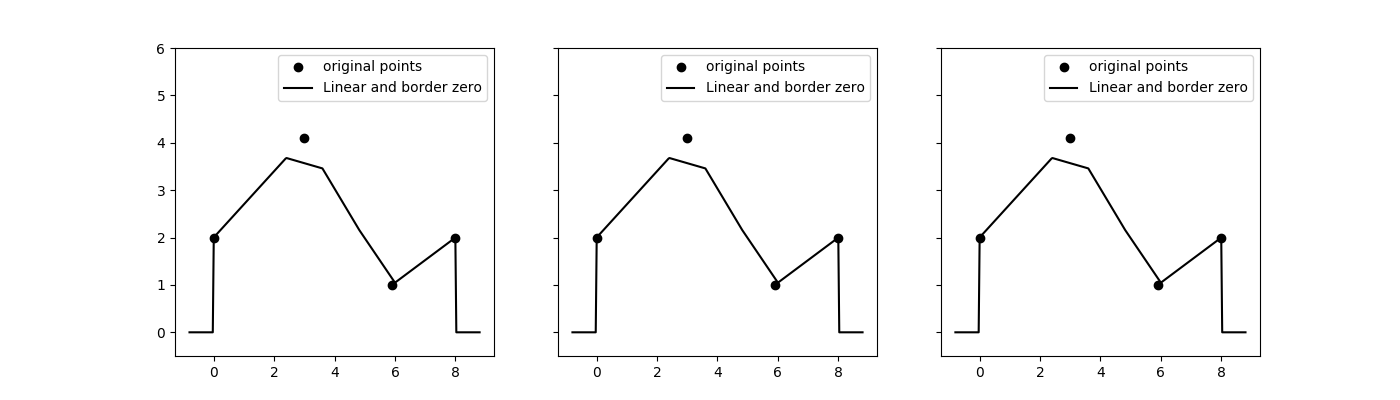 6
5
4
3
2
1
0
0 2 4 6 8
original points
Linear and border zero
0 2 4 6 8
original points
Linear and border zero
0 2 4 6 8
original points
Linear and border zero